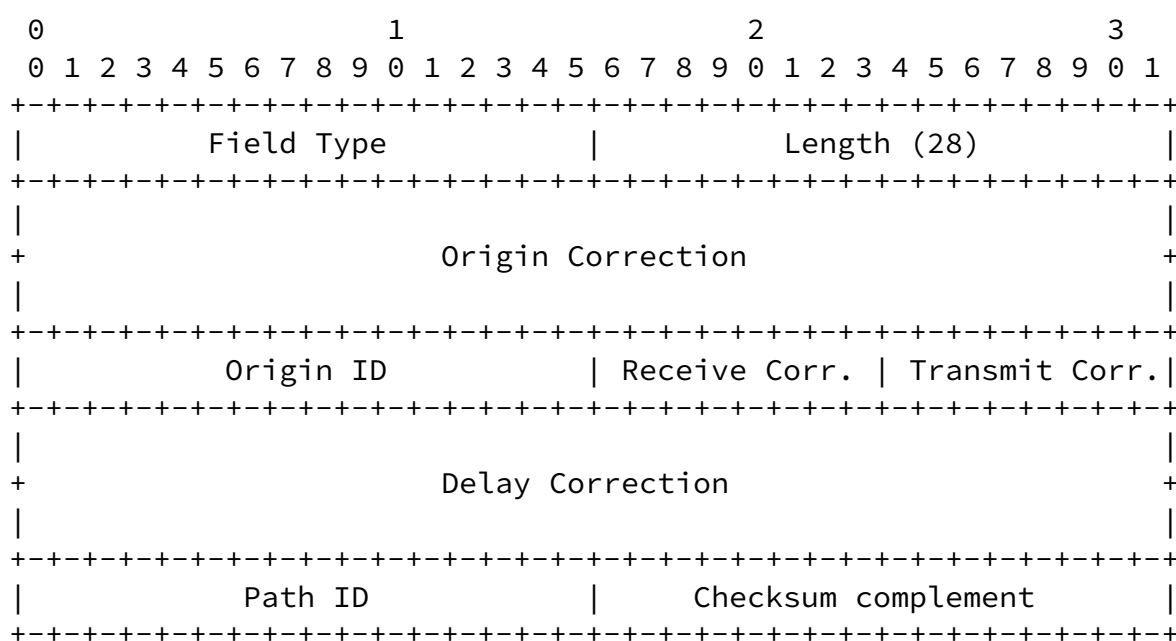 0                   1                   2                   3
 0 1 2 3 4 5 6 7 8 9 0 1 2 3 4 5 6 7 8 9 0 1 2 3 4 5 6 7 8 9 0 1
+-+-+-+-+-+-+-+-+-+-+-+-+-+-+-+-+-+-+-+-+-+-+-+-+-+-+-+-+-+-+-+-+
|          Field Type           |          Length (28)          |
+-+-+-+-+-+-+-+-+-+-+-+-+-+-+-+-+-+-+-+-+-+-+-+-+-+-+-+-+-+-+-+-+
|                                                               |
+                       Origin Correction                       +
|                                                               |
+-+-+-+-+-+-+-+-+-+-+-+-+-+-+-+-+-+-+-+-+-+-+-+-+-+-+-+-+-+-+-+-+
|           Origin ID           | Receive Corr. | Transmit Corr.|
+-+-+-+-+-+-+-+-+-+-+-+-+-+-+-+-+-+-+-+-+-+-+-+-+-+-+-+-+-+-+-+-+
|                                                               |
+                       Delay Correction                        +
|                                                               |
+-+-+-+-+-+-+-+-+-+-+-+-+-+-+-+-+-+-+-+-+-+-+-+-+-+-+-+-+-+-+-+-+
|            Path ID            |     Checksum complement       |
+-+-+-+-+-+-+-+-+-+-+-+-+-+-+-+-+-+-+-+-+-+-+-+-+-+-+-+-+-+-+-+-+